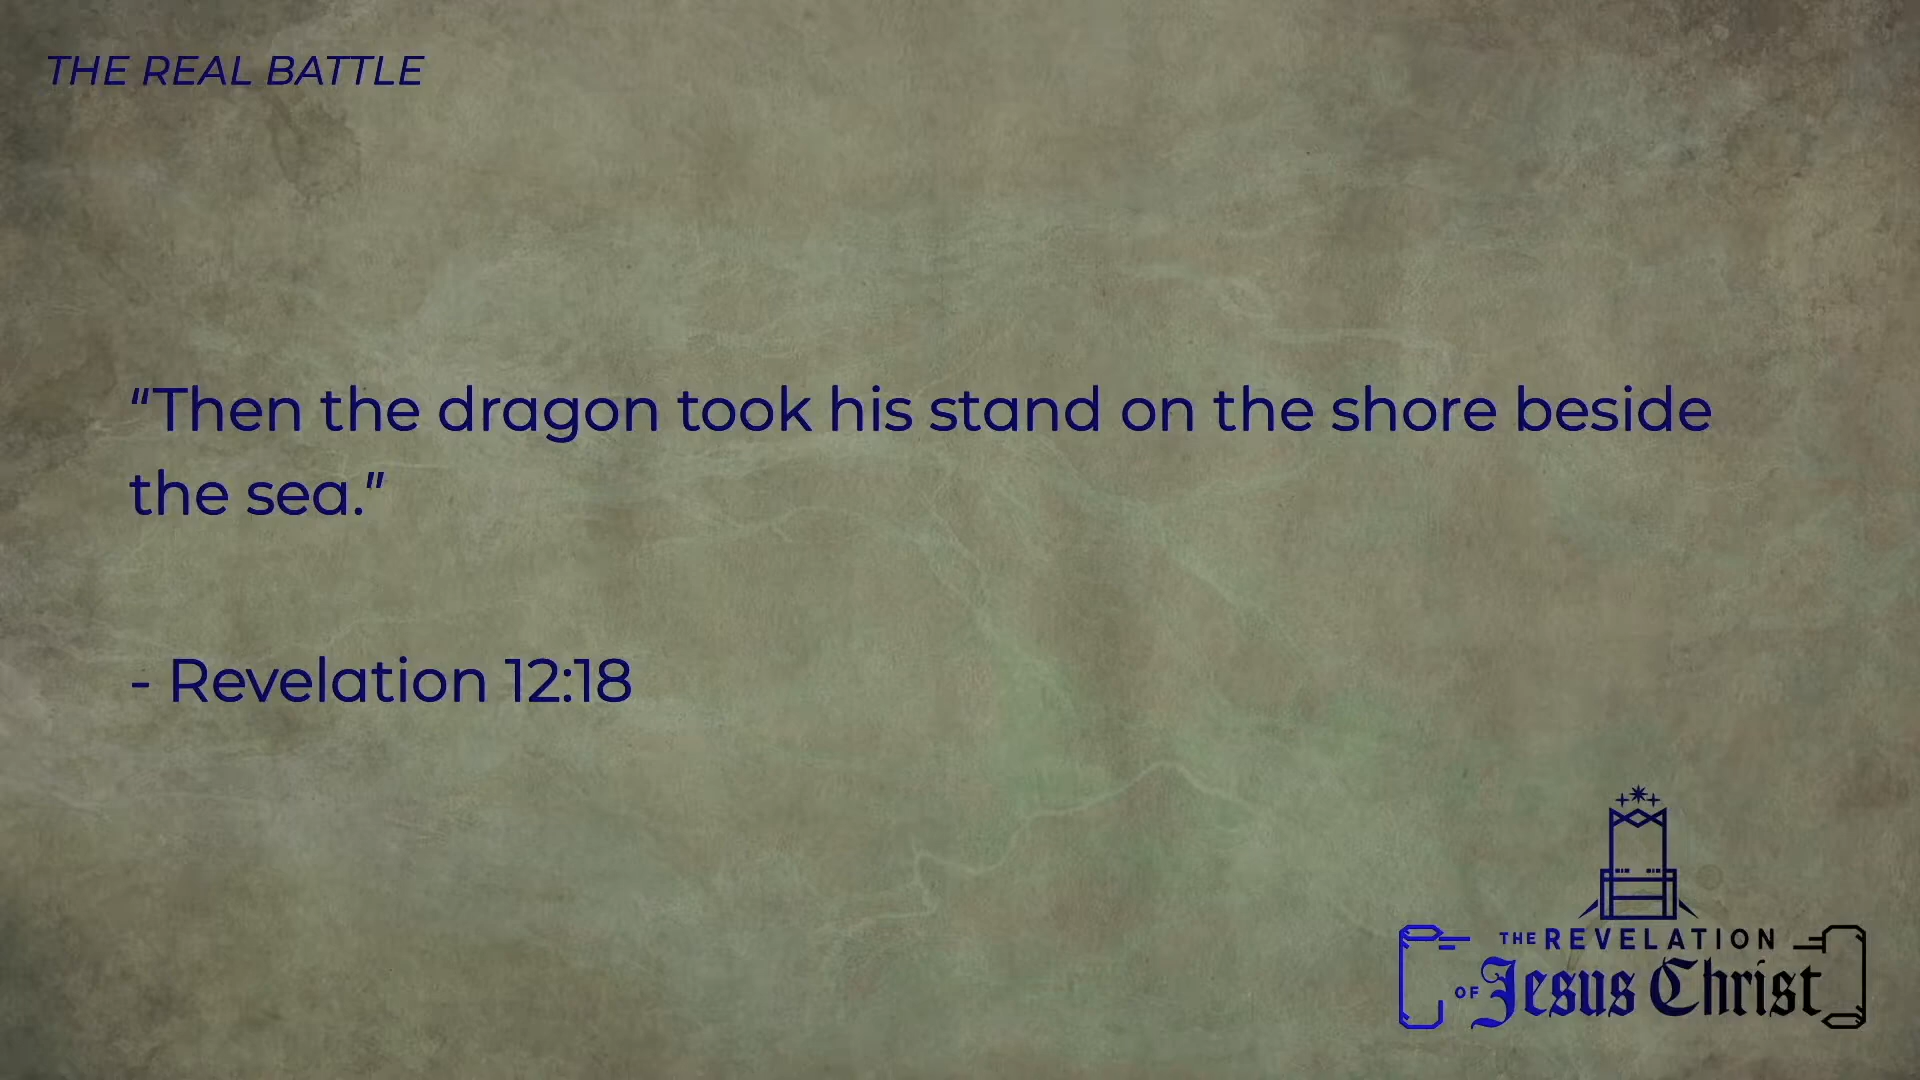 THE REAL BATTLE
"Then the dragon took his stand on the shore beside
the sea."
- Revelation 12:18
THE REVELATION
OF Jesus Christ